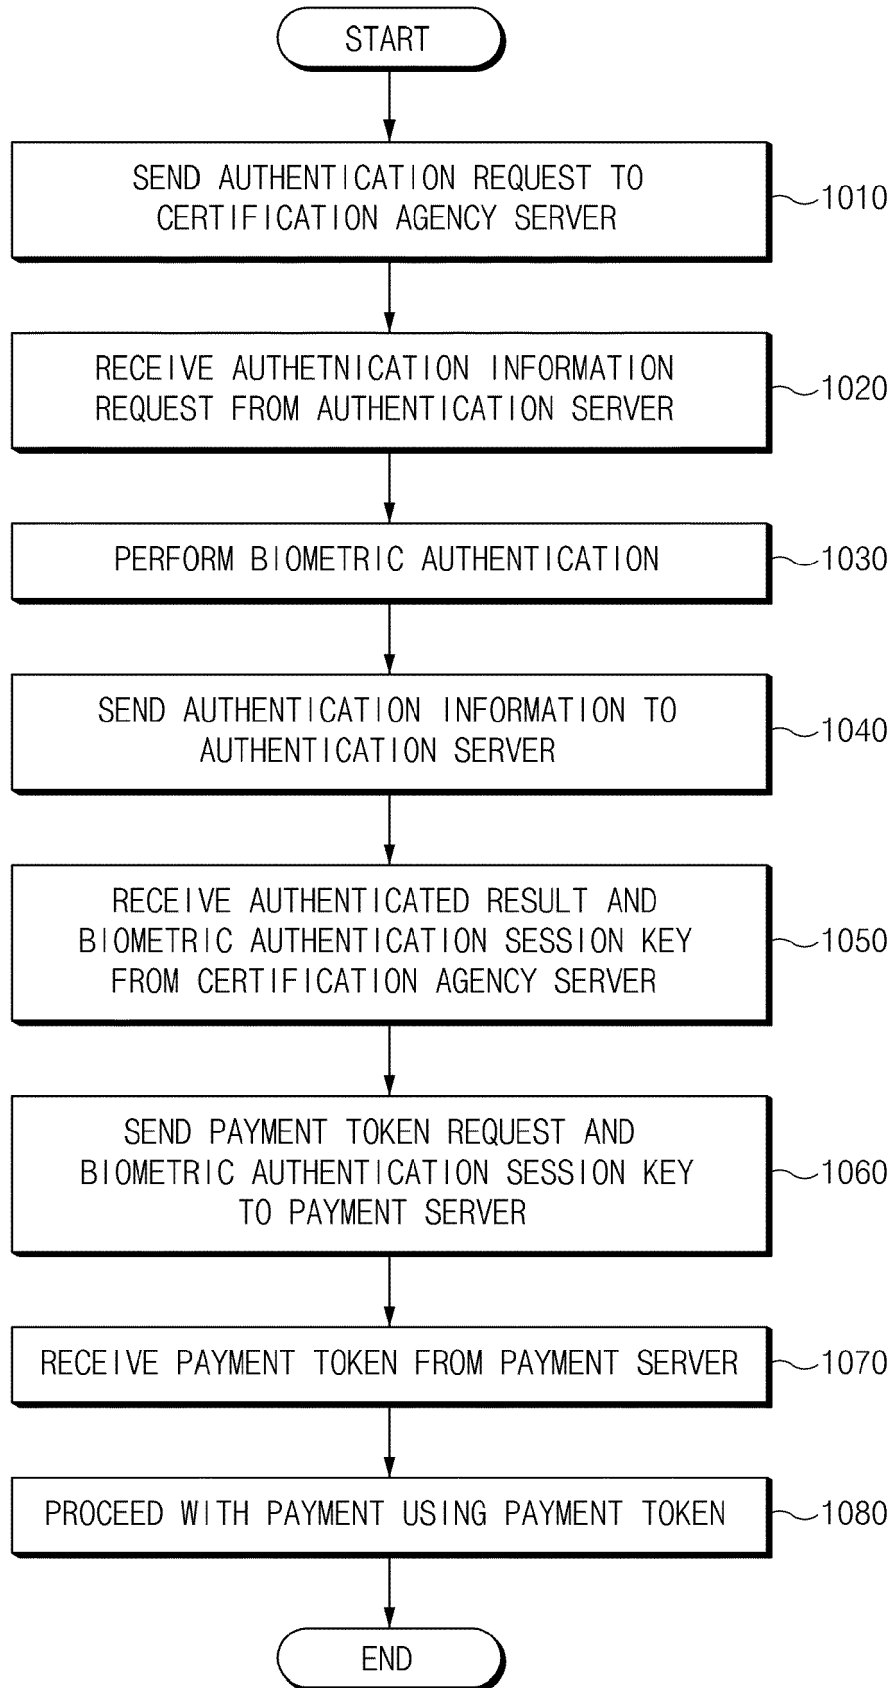 START
SEND AUTHENTICATION REQUEST TO
CERTIFICATION AGENCY SERVER
1010
RECEIVE AUTHETNICATION INFORMATION
REQUEST FROM AUTHENTICATION SERVER
1020
PERFORM BIOMETRIC AUTHENTICATION
1030
SEND AUTHENTICATION INFORMATION TO
AUTHENTICATION SERVER
1040
RECEIVE AUTHENTICATED RESULT AND
BIOMETRIC AUTHENTICATION SESSION KEY
FROM CERTIFICATION AGENCY SERVER
1050
SEND PAYMENT TOKEN REQUEST AND
BIOMETRIC AUTHENTICATION SESSION KEY
TO PAYMENT SERVER
1060
RECEIVE PAYMENT TOKEN FROM PAYMENT SERVER
1070
PROCEED WITH PAYMENT USING PAYMENT TOKEN
1080
END